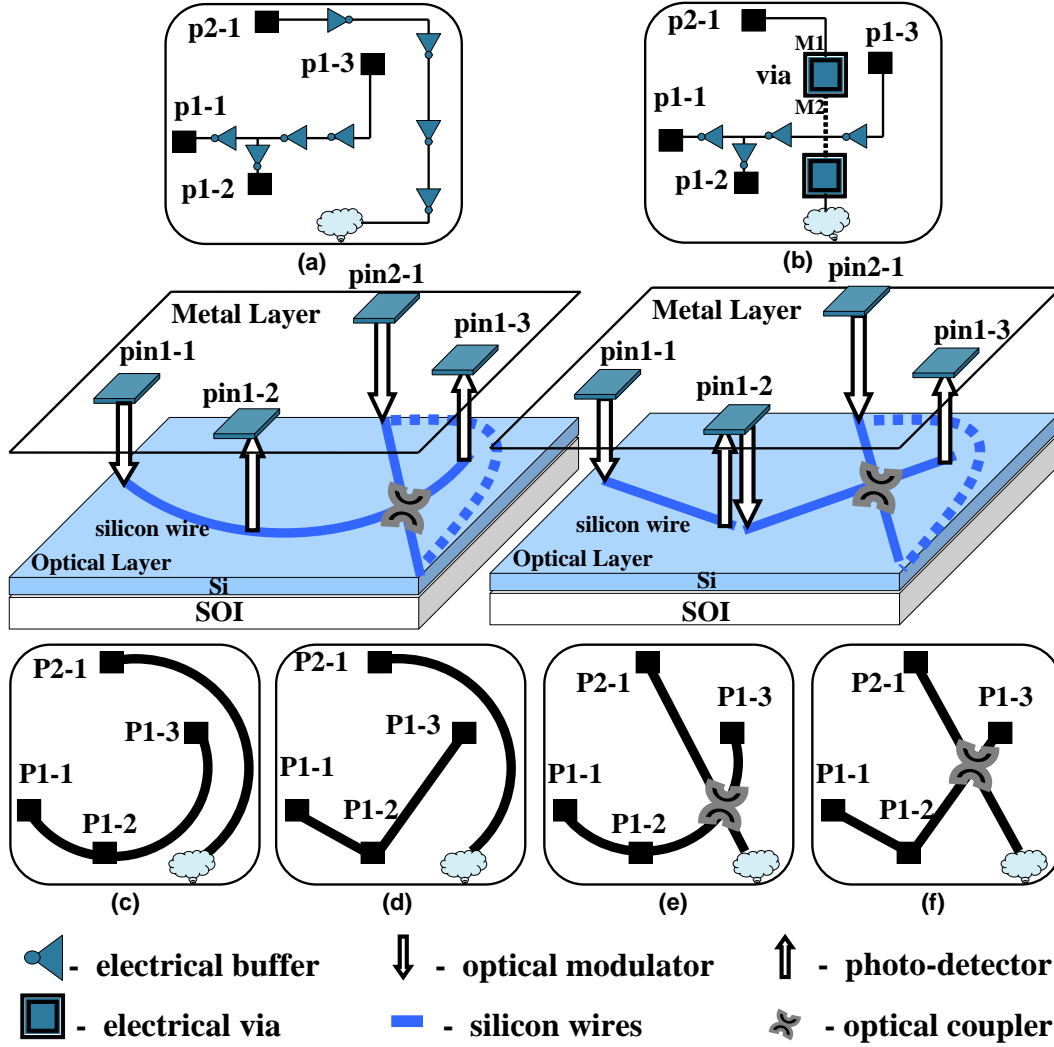 p2-1
p1-3
p1-1
p1-2
(a)
p2-1
M1
p1-3
via
p1-1
M2
p1-2
(b)
pin2-1
Metal Layer
pin1-3
pin1-1
pin1-2
silicon wire
Optical Layer
Si
SOI
pin2-1
Metal Layer
pin1-3
pin1-1
pin1-2
silicon wire
Optical Layer
Si
SOI
P2-1
P1-3
P1-1
P1-2
(c)
P2-1
P1-3
P1-1
P1-2
(d)
P2-1
P1-3
P1-1
P1-2
(e)
P2-1
P1-3
P1-1
P1-2
(f)
- electrical buffer
- optical modulator
- photo-detector
- electrical via
- silicon wires
- optical coupler